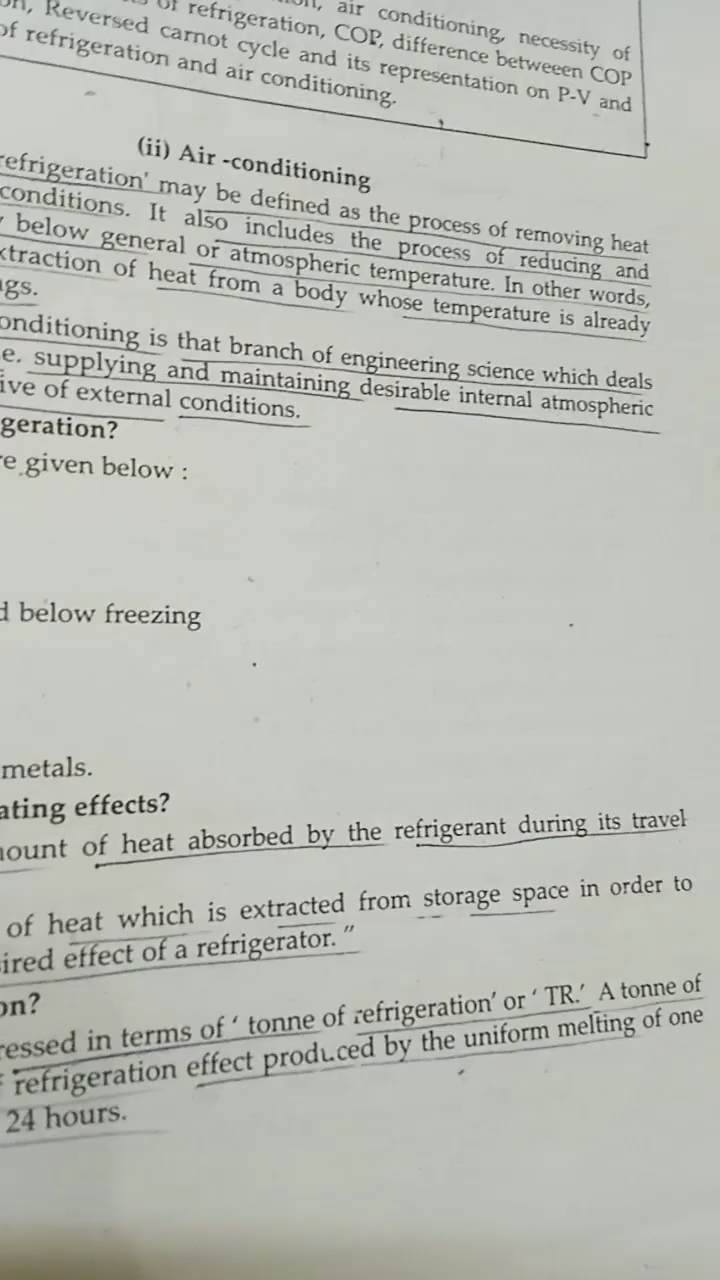 air conditioning, necessity of
of refrigeration, COP, difference betweeen COP
Reversed carnot cycle and its representation on P-V and
of refrigeration and air conditioning.
(ii) Air -conditioning
refrigeration' may be defined as the process of removing heat
conditions. It also includes the process of reducing and
below general or atmospheric temperature. In other words,
xtraction of heat from a body whose temperature is already
gs.
onditioning is that branch of engineering science which deals
e. supplying and maintaining desirable internal atmospheric
ive of external conditions.
geration?
e given below :
d below freezing
metals.
ating effects?
ount of heat absorbed by the refrigerant during its travel
of heat which is extracted from storage space in order to
ired effect of a refrigerator. ”
on?
ressed in terms of ‘ tonne of refrigeration’ or ‘ TR.’ A tonne of
refrigeration effect produced by the uniform melting of one
24 hours.